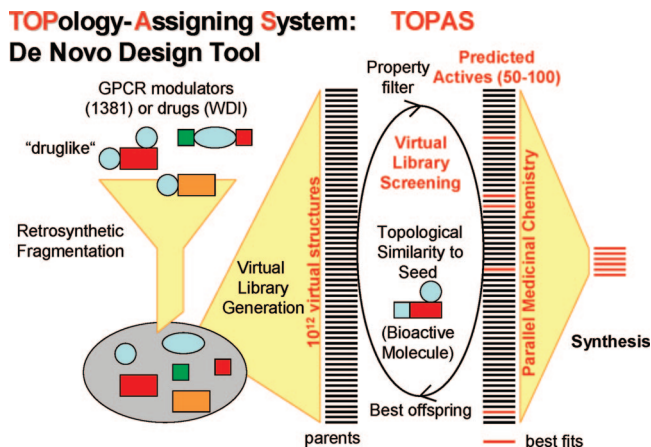 TOPology-Assigning System: TOPAS
De Novo Design Tool
GPCR modulators
(1381) or drugs (WDI)
"druglike"
Retrosynthetic
Fragmentation
Virtual
Library
Generation
10¹² virtual structures
parents
Property
filter
Virtual
Library
Screening
Topological
Similarity to
Seed
(Bioactive
Molecule)
Best offspring
Predicted
Actives (50-100)
Parallel Medicinal Chemistry
Synthesis
best fits